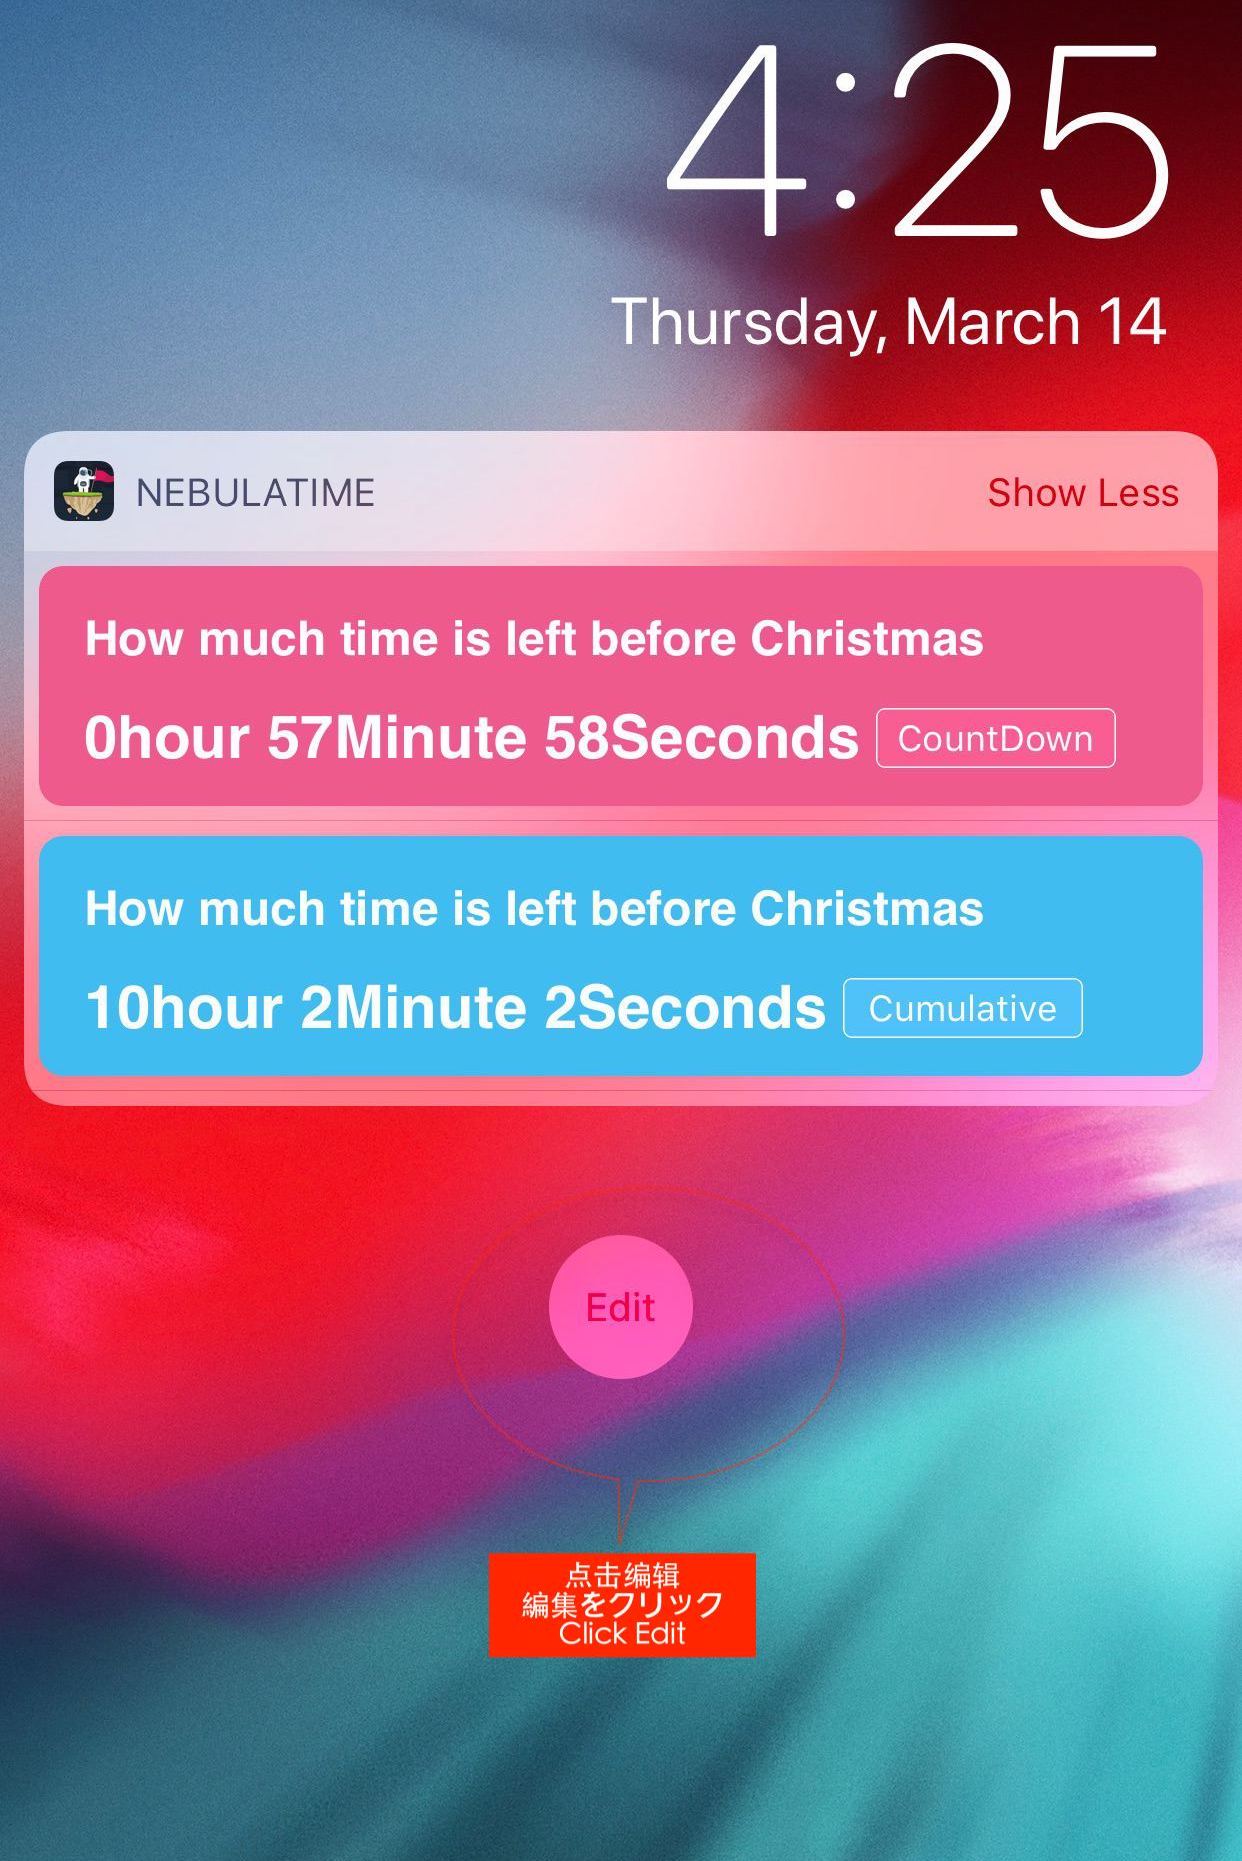 4:25
Thursday, March 14
NEBULATIME
Show Less
How much time is left before Christmas
0hour 57Minute 58Seconds CountDown
How much time is left before Christmas
10hour 2Minute 2Seconds Cumulative
Edit
点击编辑
編集をクリック
Click Edit